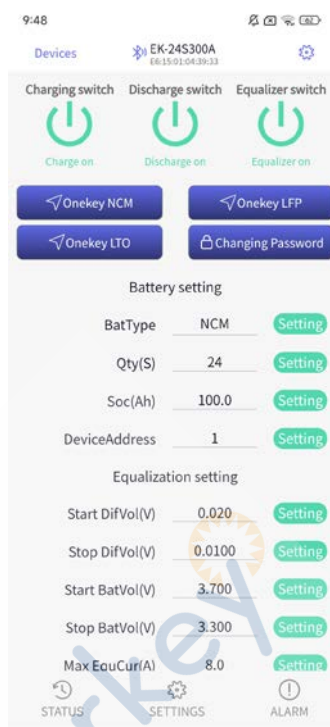 9:48
62
Devices
EK-24S300A
E6:15:01:04:39:33
Charging switch Discharge switch Equalizer switch
Charge on Discharge on Equalizer on
Onekey NCM Onekey LFP
Onekey LTO Changing Password
Battery setting
BatType NCM Setting
Qty(S) 24 Setting
Soc(Ah) 100.0 Setting
DeviceAddress 1 Setting
Equalization setting
Start DifVol(V) 0.020 Setting
Stop DifVol(V) 0.0100 Setting
Start BatVol(V) 3.700 Setting
Stop BatVol(V) 3.300 Setting
Max EquCur(A) 8.0 Setting
STATUS SETTINGS ALARM